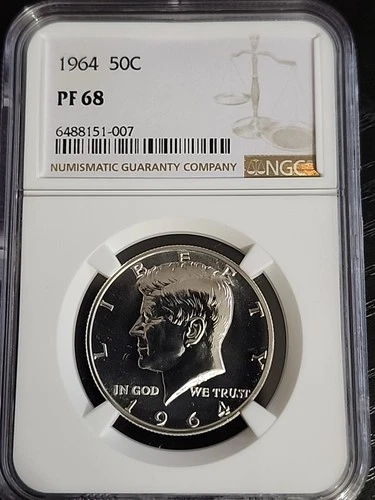 1964 50C
PF 68
6488151-007
NUMISMATIC GUARANTY COMPANY NGC
LIBERTY
IN GOD WE TRUST
1964